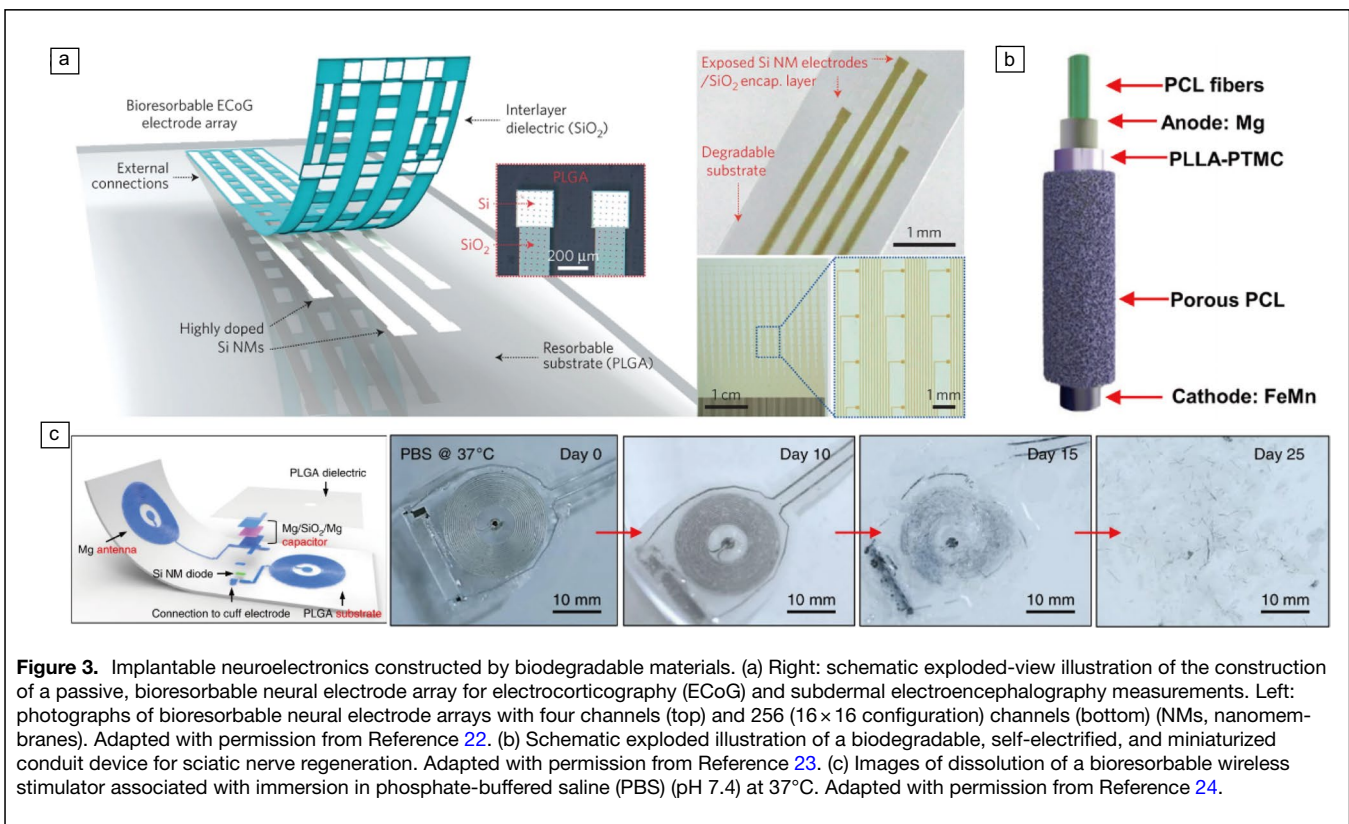 a
Bioresorbable ECoG
electrode array
External
connections
Interlayer
dielectric (SiO2)
Highly doped
Si NMs
Resorbable
substrate (PLGA)
PLGA
Si
SiO2
200 μm
Exposed Si NM electrodes
/SiO2 encap. layer
Degradable
substrate
1 mm
1 cm
1 mm
b
PCL fibers
Anode: Mg
PLLA-PTMC
Porous PCL
Cathode: FeMn
c
PLGA dielectric
Mg/SiO2/Mg
capacitor
Mg antenna
Si NM diode
Connection to cuff electrode
PLGA substrate
PBS @ 37°C
Day 0
10 mm
Day 10
10 mm
Day 15
10 mm
Day 25
10 mm
Figure 3. Implantable neuroelectronics constructed by biodegradable materials. (a) Right: schematic exploded-view illustration of the construction
of a passive, bioresorbable neural electrode array for electrocorticography (ECoG) and subdermal electroencephalography measurements. Left:
photographs of bioresorbable neural electrode arrays with four channels (top) and 256 (16 × 16 configuration) channels (bottom) (NMs, nanomem-
branes). Adapted with permission from Reference 22. (b) Schematic exploded illustration of a biodegradable, self-electrified, and miniaturized
conduit device for sciatic nerve regeneration. Adapted with permission from Reference 23. (c) Images of dissolution of a bioresorbable wireless
stimulator associated with immersion in phosphate-buffered saline (PBS) (pH 7.4) at 37°C. Adapted with permission from Reference 24.